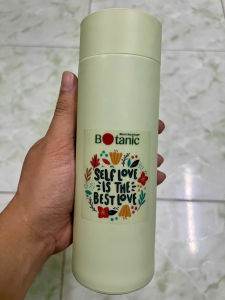 Botanic
SELF LOVE
IS THE
BEST LOVE